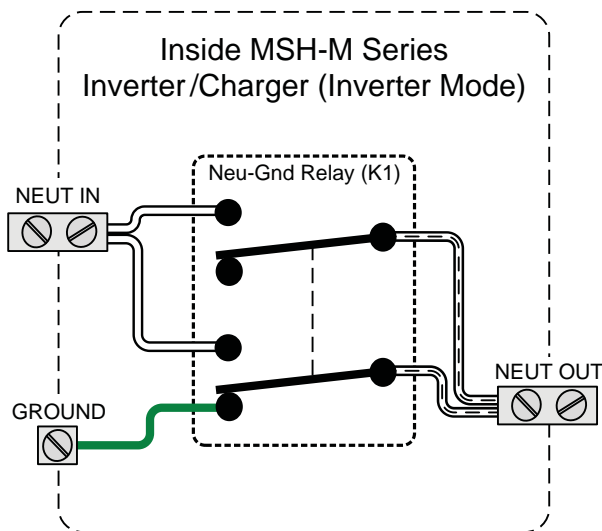 Inside MSH-M Series
Inverter/Charger (Inverter Mode)
Neu-Gnd Relay (K1)
NEUT IN
NEUT OUT
GROUND